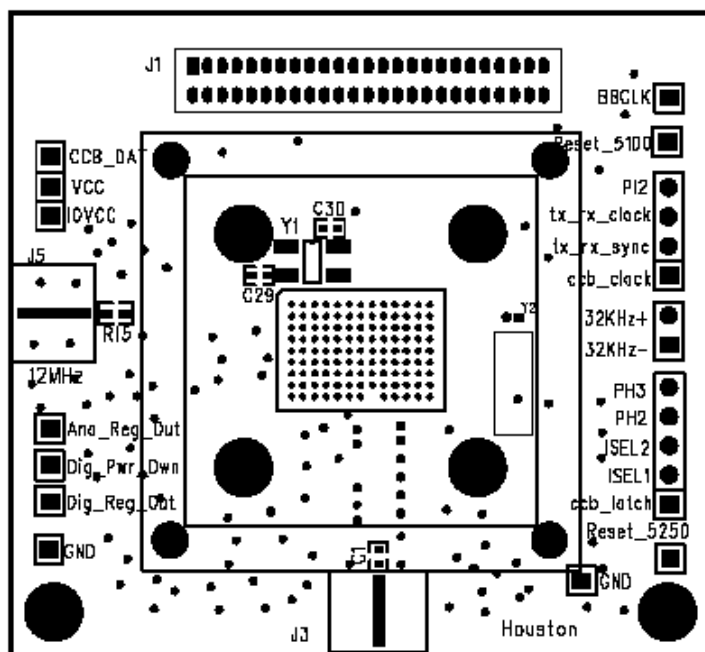 J1
BBCLK
Reset_5100
CCB_DAT
VCC
IOVCC
PI2
tx_rx_clock
tx_rx_sync
ccb_clock
C30
Y1
C29
J5
R15
12MHz
Y2
32KHz+
32KHz-
PH3
PH2
ISEL2
ISEL1
ccb_latch
Ana_Reg_Out
Dig_Pwr_Dwn
Dig_Reg_Out
GND
Reset_5250
GND
J3
Houston